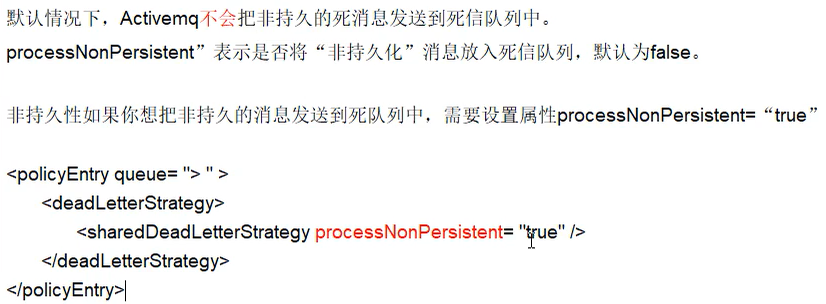 默认情况下，Activemq不会把非持久的死消息发送到死信队列中。
processNonPersistent”表示是否将“非持久化”消息放入死信队列，默认为false。
非持久性如果你想把非持久的消息发送到死队列中，需要设置属性processNonPersistent=“true”
<policyEntry queue= "> " >
<deadLetterStrategy>
<sharedDeadLetterStrategy processNonPersistent= "true" />
</deadLetterStrategy>
</policyEntry>